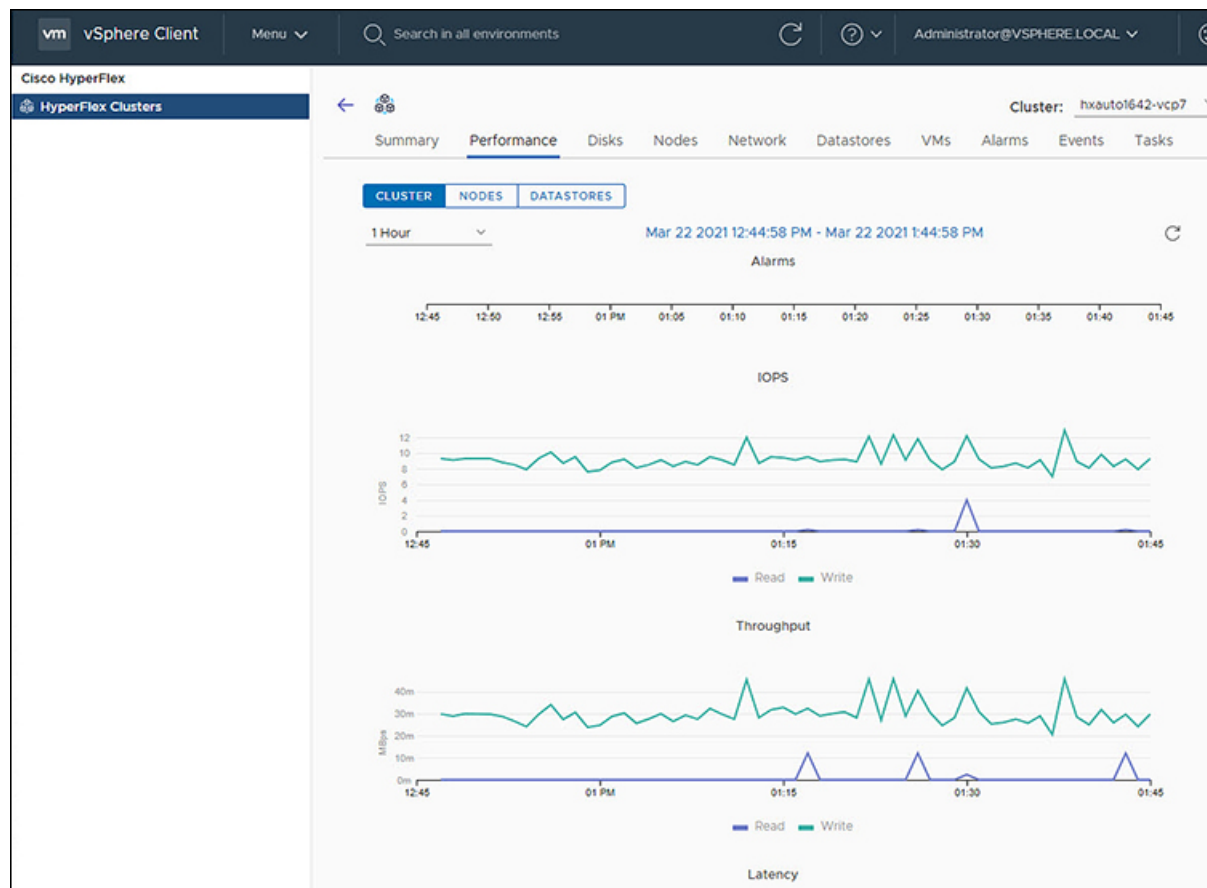 vm vSphere Client Menu Search in all environments Administrator@VSPHERE.LOCAL
Cisco HyperFlex
HyperFlex Clusters
Cluster: hxauto1642-vcp7
Summary Performance Disks Nodes Network Datastores VMs Alarms Events Tasks
CLUSTER NODES DATASTORES
1 Hour Mar 22 2021 12:44:58 PM - Mar 22 2021 1:44:58 PM
Alarms
12:45 12:50 12:55 01 PM 01:05 01:10 01:15 01:20 01:25 01:30 01:35 01:40 01:45
IOPS
12
10
8
6
4
2
0
IOPS
12:45 01 PM 01:15 01:30 01:45
Read Write
Throughput
40m
30m
20m
10m
0m
MBps
12:45 01 PM 01:15 01:30 01:45
Read Write
Latency